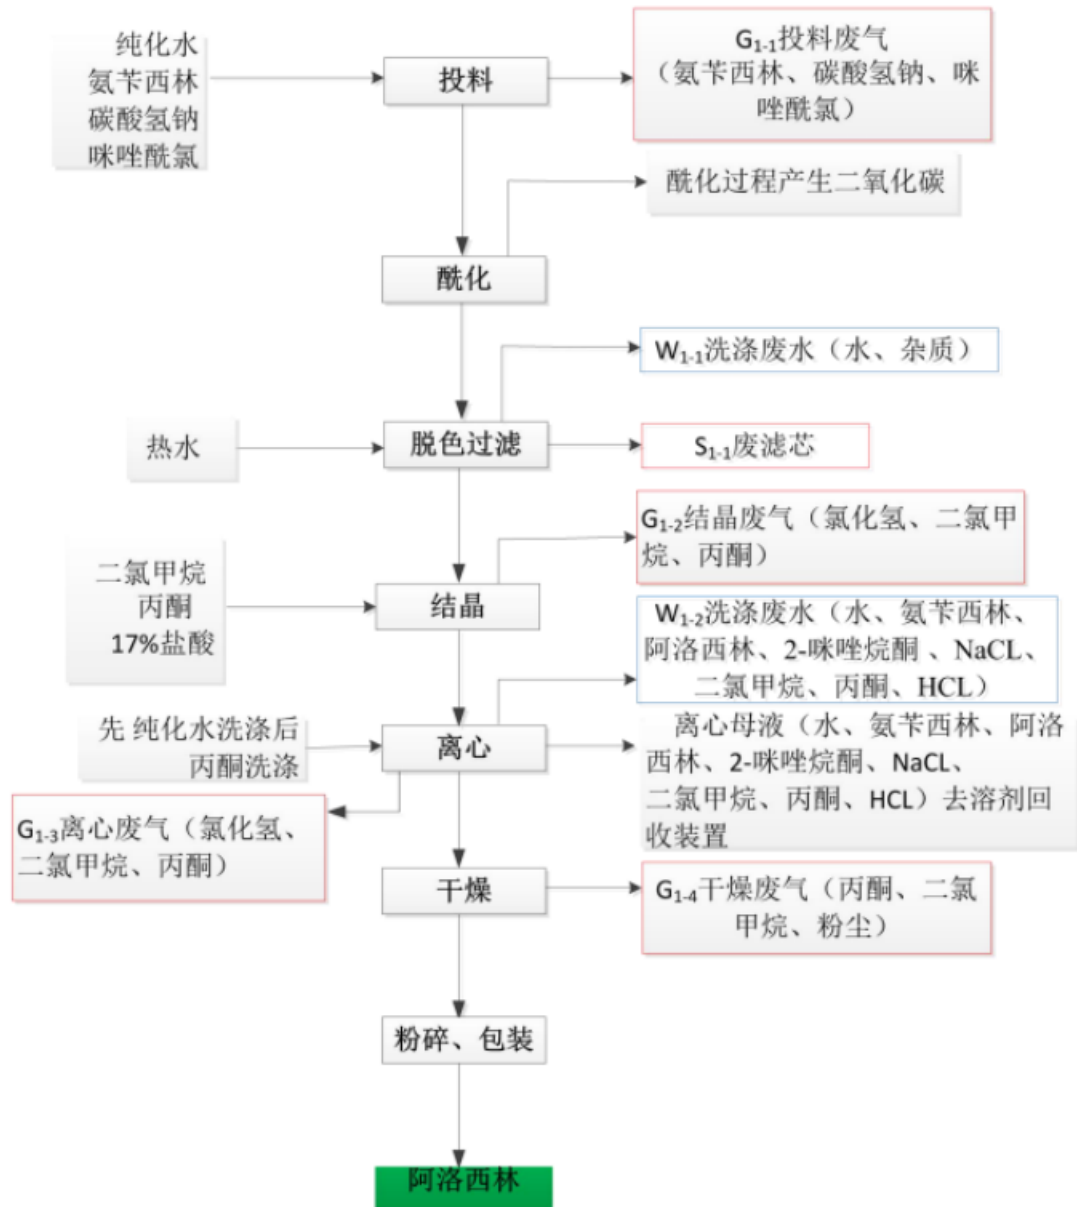 纯化水
氨苄西林
碳酸氢钠
咪唑酰氯
投料
G1-1投料废气
（氨苄西林、碳酸氢钠、咪
唑酰氯）
酰化过程产生二氧化碳
酰化
W1-1洗涤废水（水、杂质）
热水
脱色过滤
S1-1废滤芯
G1-2结晶废气（氯化氢、二氯甲
烷、丙酮）
二氯甲烷
丙酮
17%盐酸
结晶
W1-2洗涤废水（水、氨苄西林、
阿洛西林、2-咪唑烷酮 、NaCL、
二氯甲烷、丙酮、HCL）
先 纯化水洗涤后
丙酮洗涤
离心
离心母液（水、氨苄西林、阿洛
西林、2-咪唑烷酮、NaCL、
二氯甲烷、丙酮、HCL）去溶剂回
收装置
G1-3离心废气（氯化氢、
二氯甲烷、丙酮）
干燥
G1-4干燥废气（丙酮、二氯
甲烷、粉尘）
粉碎、包装
阿洛西林